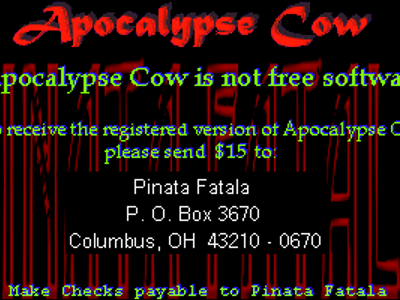 Apocalypse Cow
pocalypse Cow is not free softwa
receive the registered version of Apocalypse C
please send $15 to:
Pinata Fatala
P. O. Box 3670
Columbus, OH 43210 - 0670
Make Checks payable to Pinata Fatala